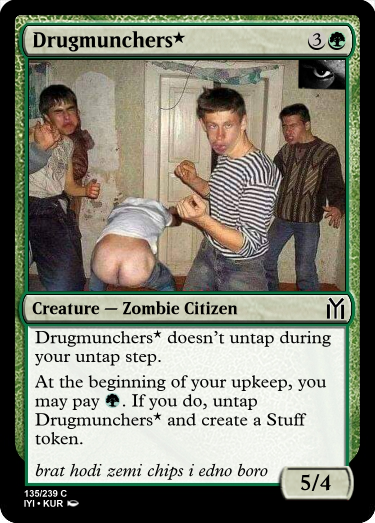 Drugmunchers★ 3
Creature — Zombie Citizen
Drugmunchers★ doesn't untap during
your untap step.
At the beginning of your upkeep, you
may pay . If you do, untap
Drugmunchers★ and create a Stuff
token.
brat hodi zemi chips i edno boro
5/4
135/239 C
IYI • KUR